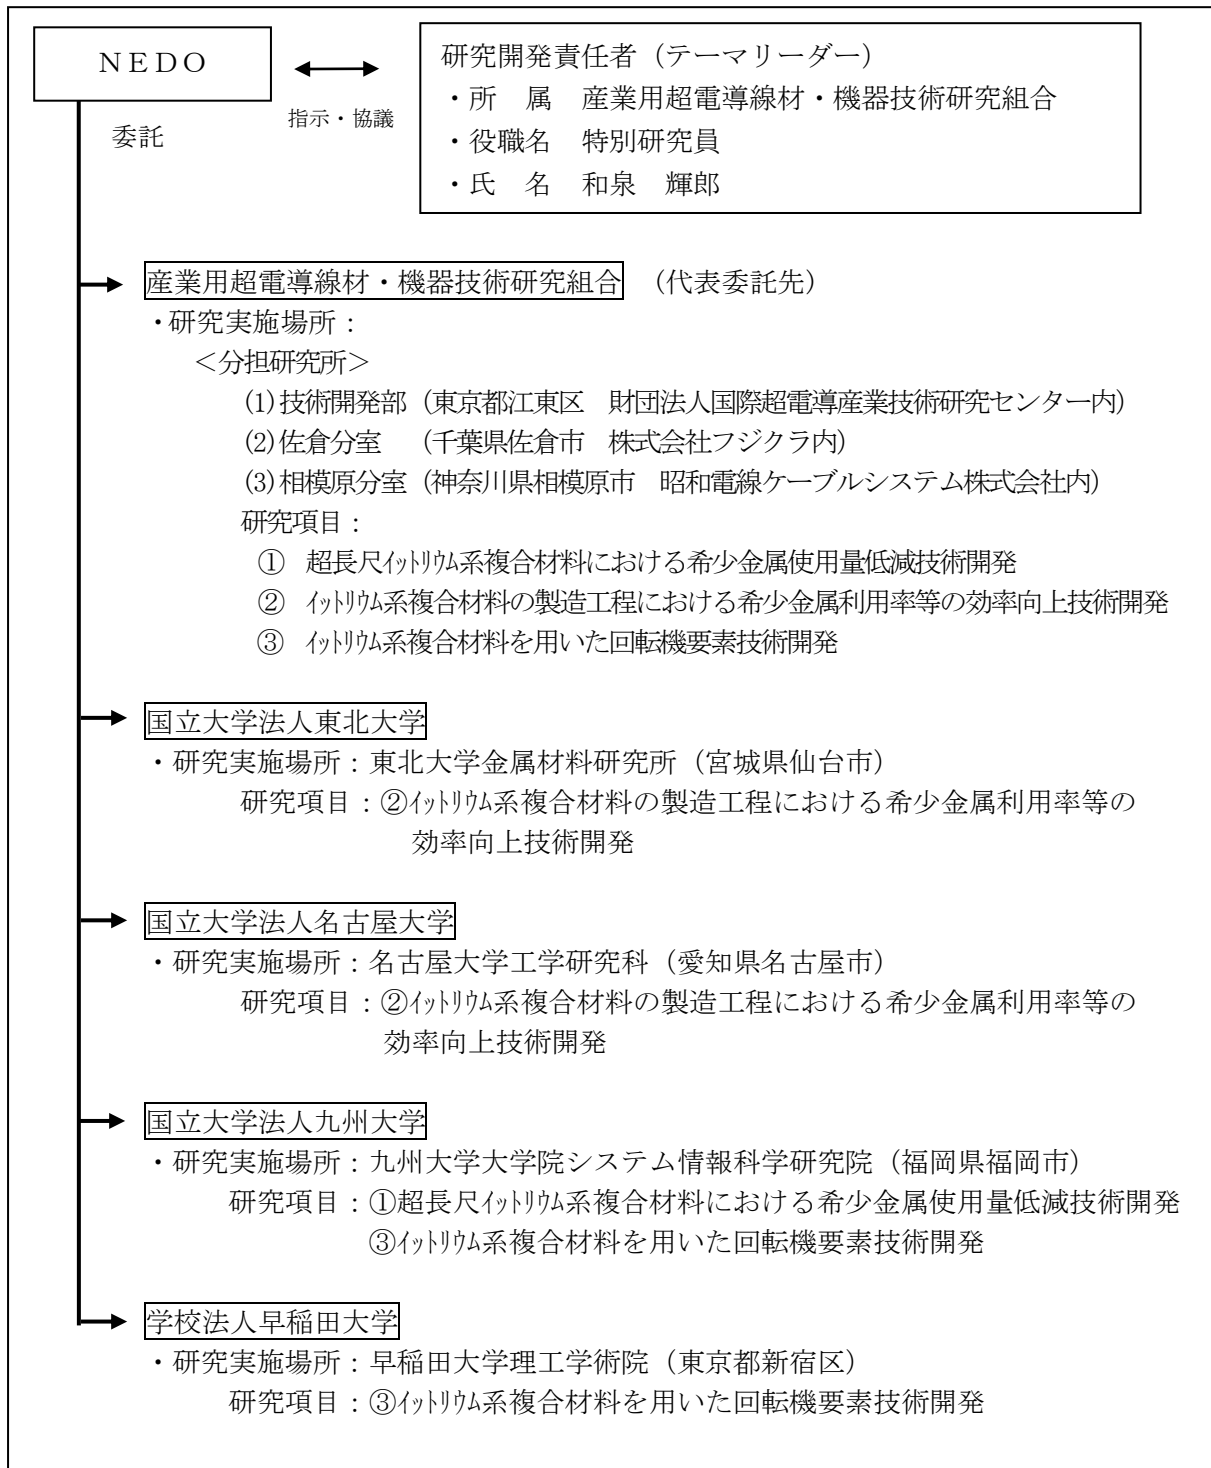 NEDO
指示・協議
委託
研究開発責任者（テーマリーダー）
・所　属　産業用超電導線材・機器技術研究組合
・役職名　特別研究員
・氏　名　和泉　輝郎
産業用超電導線材・機器技術研究組合　（代表委託先）
・研究実施場所：
＜分担研究所＞
(1)技術開発部（東京都江東区　財団法人国際超電導産業技術研究センター内）
(2)佐倉分室　（千葉県佐倉市　株式会社フジクラ内）
(3)相模原分室（神奈川県相模原市　昭和電線ケーブルシステム株式会社内）
研究項目：
①　超長尺ｲｯﾄﾘｳﾑ系複合材料における希少金属使用量低減技術開発
②　ｲｯﾄﾘｳﾑ系複合材料の製造工程における希少金属利用率等の効率向上技術開発
③　ｲｯﾄﾘｳﾑ系複合材料を用いた回転機要素技術開発
国立大学法人東北大学
・研究実施場所：東北大学金属材料研究所（宮城県仙台市）
研究項目：②ｲｯﾄﾘｳﾑ系複合材料の製造工程における希少金属利用率等の
効率向上技術開発
国立大学法人名古屋大学
・研究実施場所：名古屋大学工学研究科（愛知県名古屋市）
研究項目：②ｲｯﾄﾘｳﾑ系複合材料の製造工程における希少金属利用率等の
効率向上技術開発
国立大学法人九州大学
・研究実施場所：九州大学大学院システム情報科学研究院（福岡県福岡市）
研究項目：①超長尺ｲｯﾄﾘｳﾑ系複合材料における希少金属使用量低減技術開発
③ｲｯﾄﾘｳﾑ系複合材料を用いた回転機要素技術開発
学校法人早稲田大学
・研究実施場所：早稲田大学理工学術院（東京都新宿区）
研究項目：③ｲｯﾄﾘｳﾑ系複合材料を用いた回転機要素技術開発